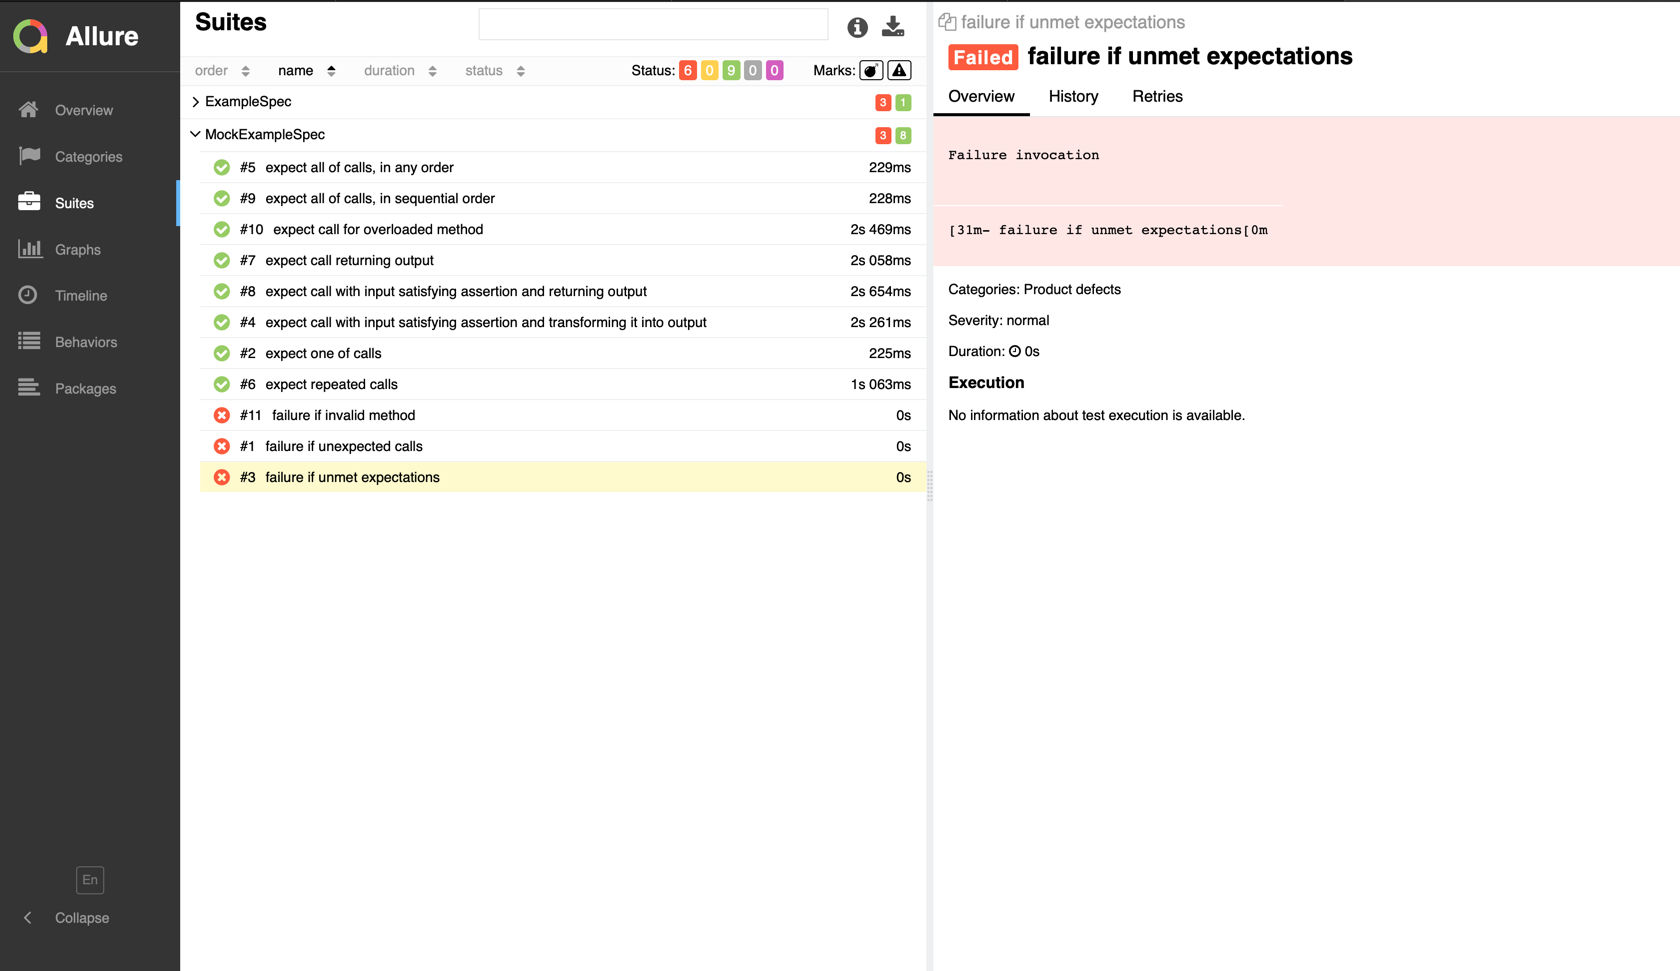 Allure
Overview
Categories
Suites
Graphs
Timeline
Behaviors
Packages
En
Collapse
Suites
order name duration status Status: 6 0 9 0 0 Marks:
ExampleSpec 3 1
MockExampleSpec 3 8
#5 expect all of calls, in any order 229ms
#9 expect all of calls, in sequential order 228ms
#10 expect call for overloaded method 2s 469ms
#7 expect call returning output 2s 058ms
#8 expect call with input satisfying assertion and returning output 2s 654ms
#4 expect call with input satisfying assertion and transforming it into output 2s 261ms
#2 expect one of calls 225ms
#6 expect repeated calls 1s 063ms
#11 failure if invalid method 0s
#1 failure if unexpected calls 0s
#3 failure if unmet expectations 0s
failure if unmet expectations
Failed failure if unmet expectations
Overview History Retries
Failure invocation
[31m- failure if unmet expectations[0m
Categories: Product defects
Severity: normal
Duration: 0s
Execution
No information about test execution is available.